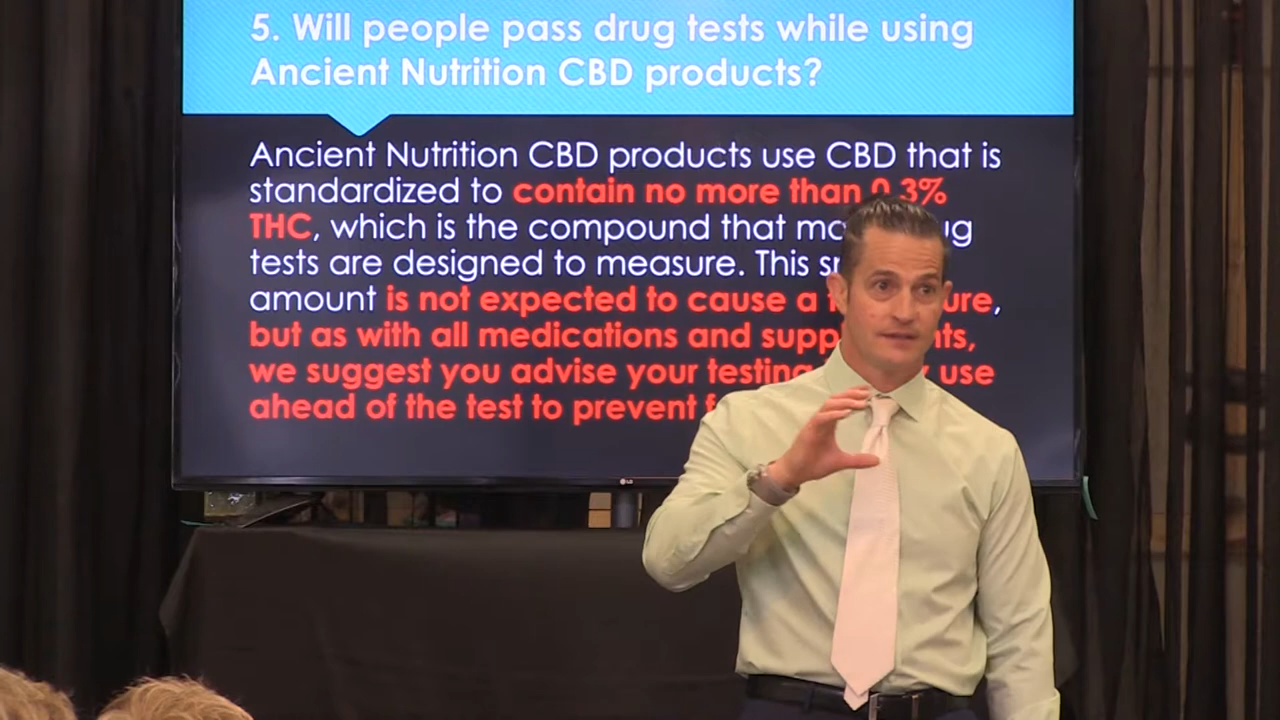 5. Will people pass drug tests while using
Ancient Nutrition CBD products?
Ancient Nutrition CBD products use CBD that is
standardized to contain no more than 0.3%
THC, which is the compound that
tests are designed to measure. This
amount is not expected to cause a
but as with all medications and
we suggest you advise your testing use
ahead of the test to prevent
LG